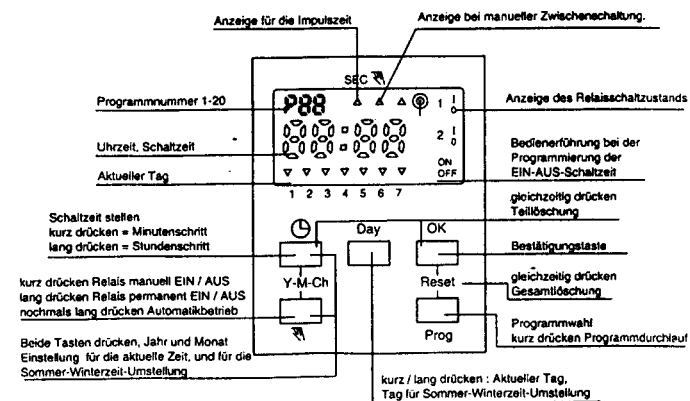 Anzeige für die Impulszeit
Anzeige bei manueller Zwischenschaltung.
SEC
Programmnummer 1-20
P88
1 I
0
Anzeige des Relaisschaltzustands
Uhrzeit, Schaltzeit
88:88
2 I
0
Bedienerführung bei der
Programmierung der
EIN-AUS-Schaltzeit
ON
OFF
Aktueller Tag
1 2 3 4 5 6 7
gleichzeitig drücken
Teillöschung
Schaltzeit stellen
kurz drücken = Minutenschritt
lang drücken = Stundenschritt
Day
OK
Bestätigungstaste
kurz drücken Relais manuell EIN / AUS
lang drücken Relais permanent EIN / AUS
nochmals lang drücken Automatikbetrieb
Y-M-Ch
Reset
gleichzeitig drücken
Gesamtlöschung
Prog
Programmwahl
kurz drücken Programmdurchlauf
Beide Tasten drücken, Jahr und Monat
Einstellung für die aktuelle Zeit, und für die
Sommer-Winterzeit-Umstellung
kurz / lang drücken : Aktueller Tag,
Tag für Sommer-Winterzeit-Umstellung